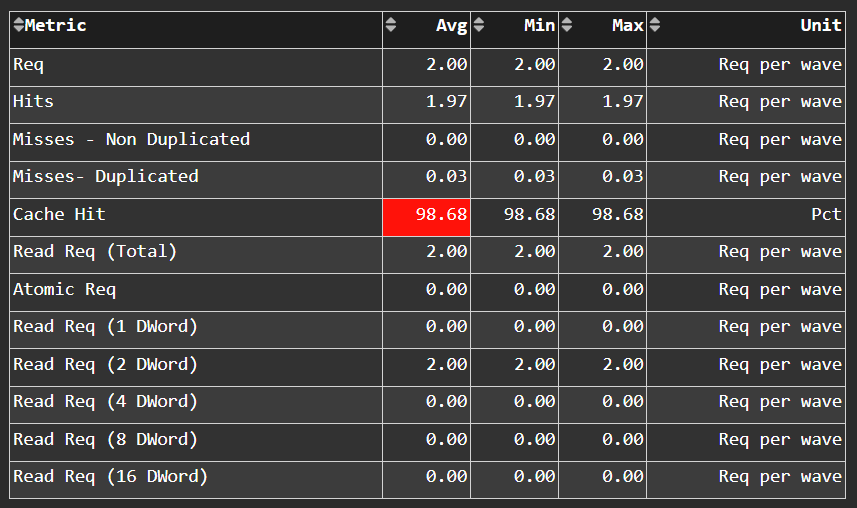 Metric Avg Min Max Unit
Req 2.00 2.00 2.00 Req per wave
Hits 1.97 1.97 1.97 Req per wave
Misses - Non Duplicated 0.00 0.00 0.00 Req per wave
Misses- Duplicated 0.03 0.03 0.03 Req per wave
Cache Hit 98.68 98.68 98.68 Pct
Read Req (Total) 2.00 2.00 2.00 Req per wave
Atomic Req 0.00 0.00 0.00 Req per wave
Read Req (1 DWord) 0.00 0.00 0.00 Req per wave
Read Req (2 DWord) 2.00 2.00 2.00 Req per wave
Read Req (4 DWord) 0.00 0.00 0.00 Req per wave
Read Req (8 DWord) 0.00 0.00 0.00 Req per wave
Read Req (16 DWord) 0.00 0.00 0.00 Req per wave